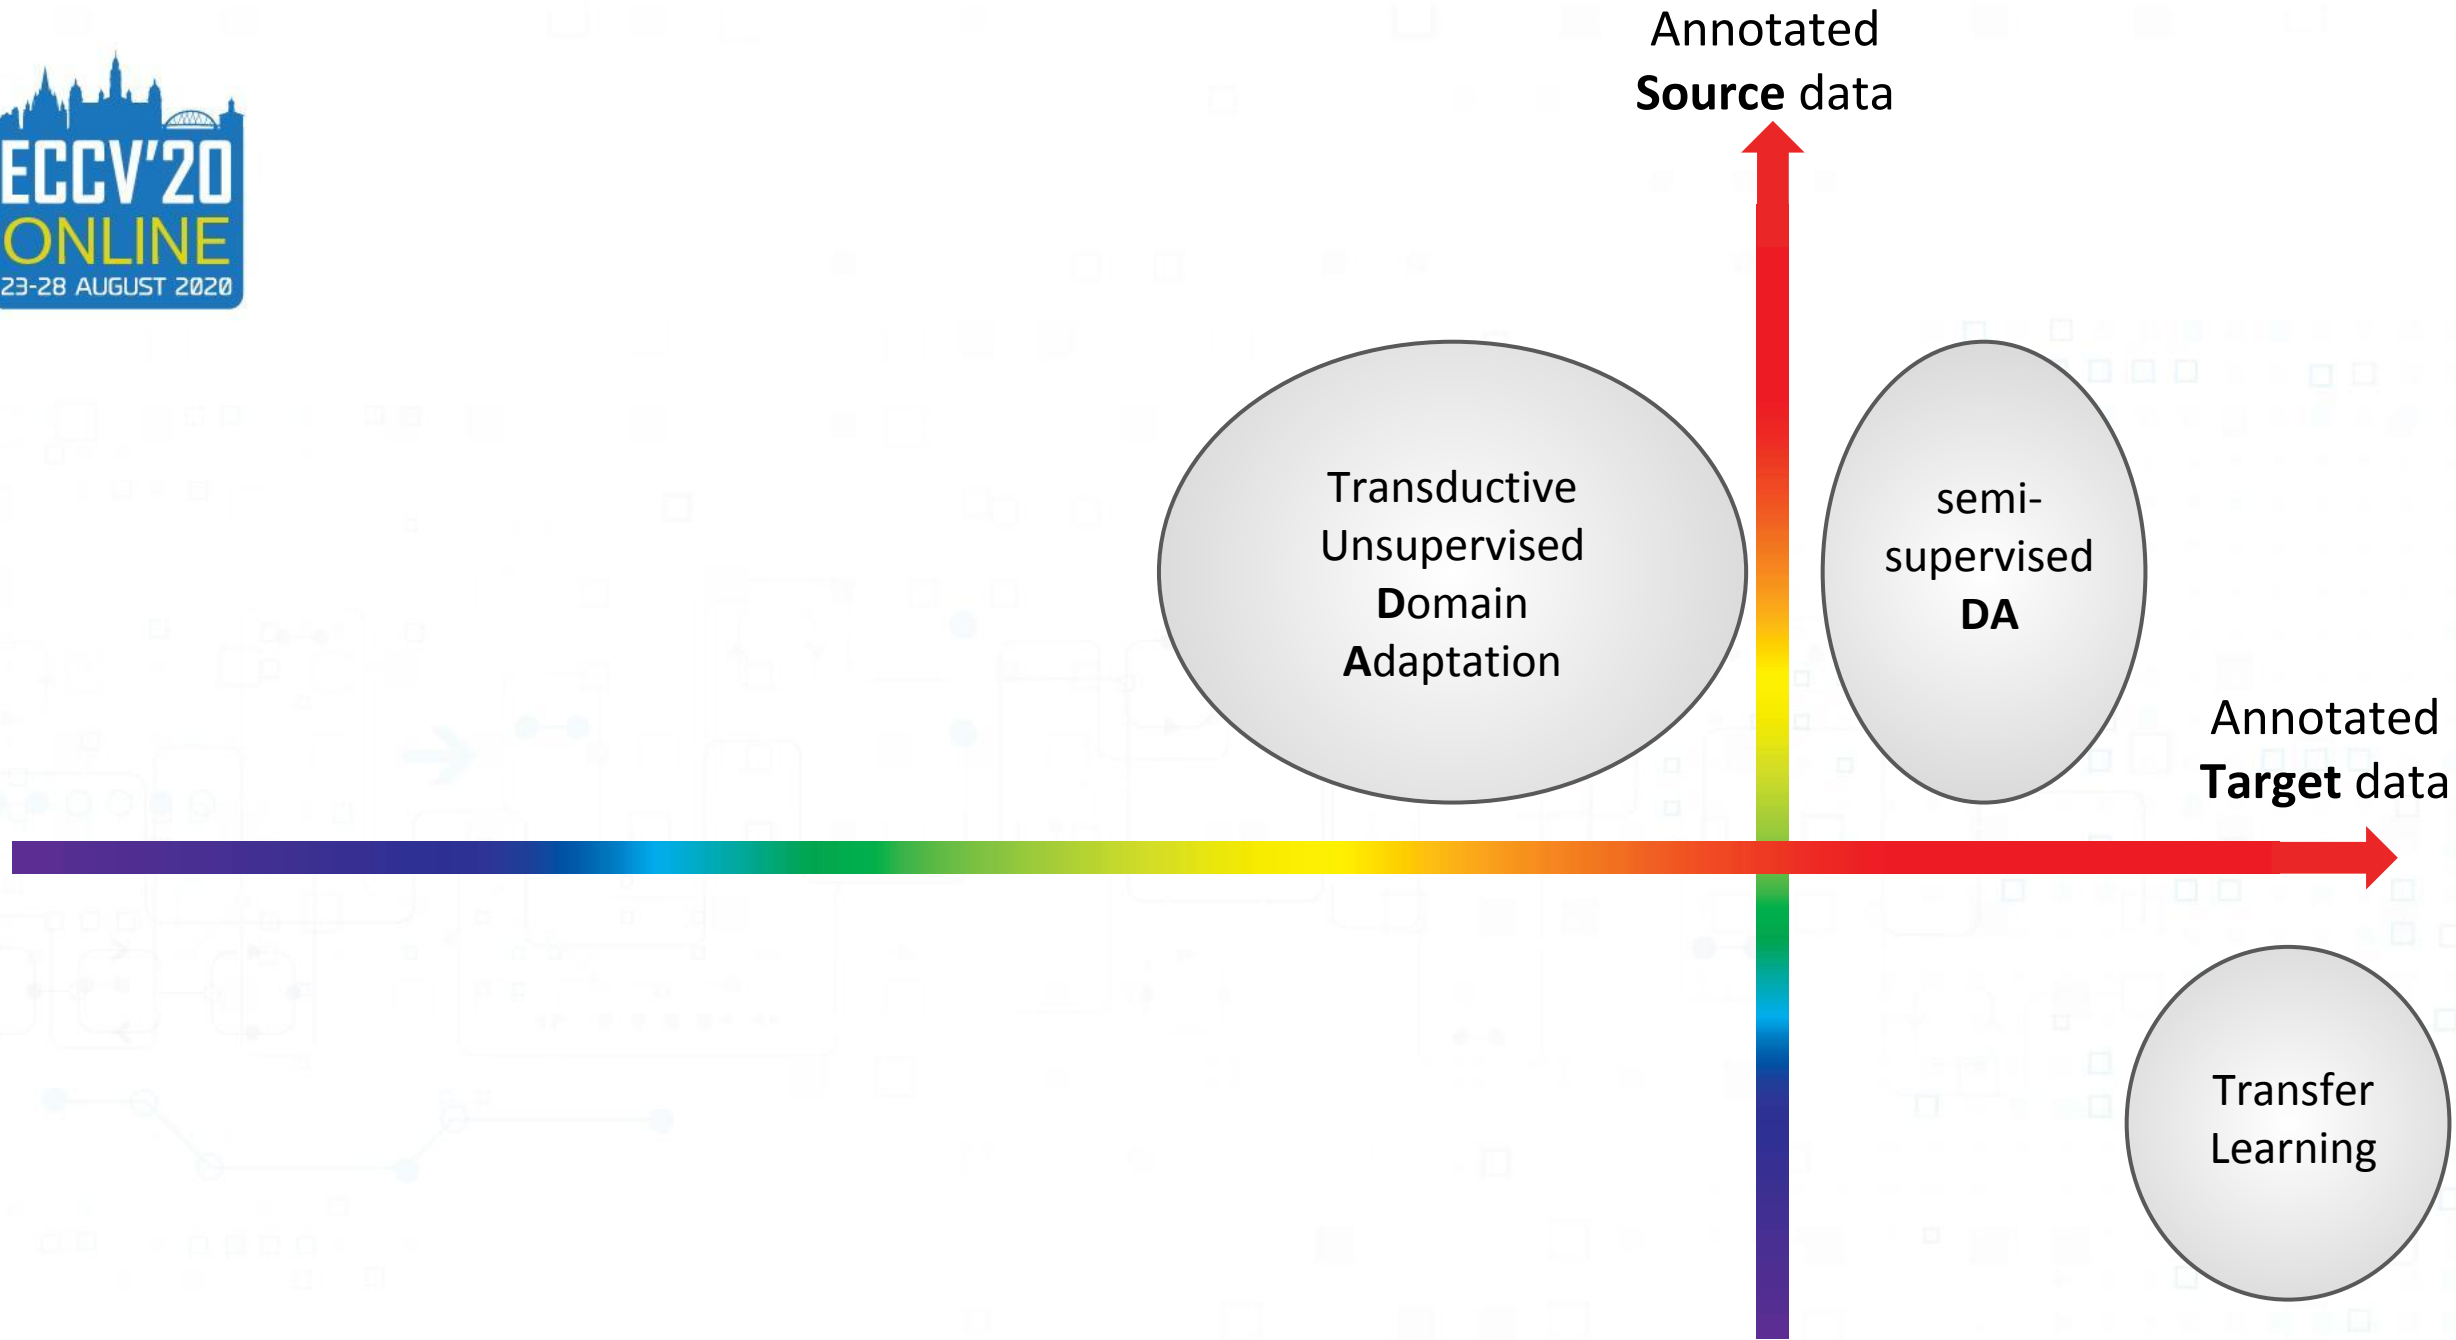 ECCV'20
ONLINE
23-28 AUGUST 2020
Annotated
Source data
Transductive
Unsupervised
Domain
Adaptation
semi-
supervised
DA
Annotated
Target data
Transfer
Learning